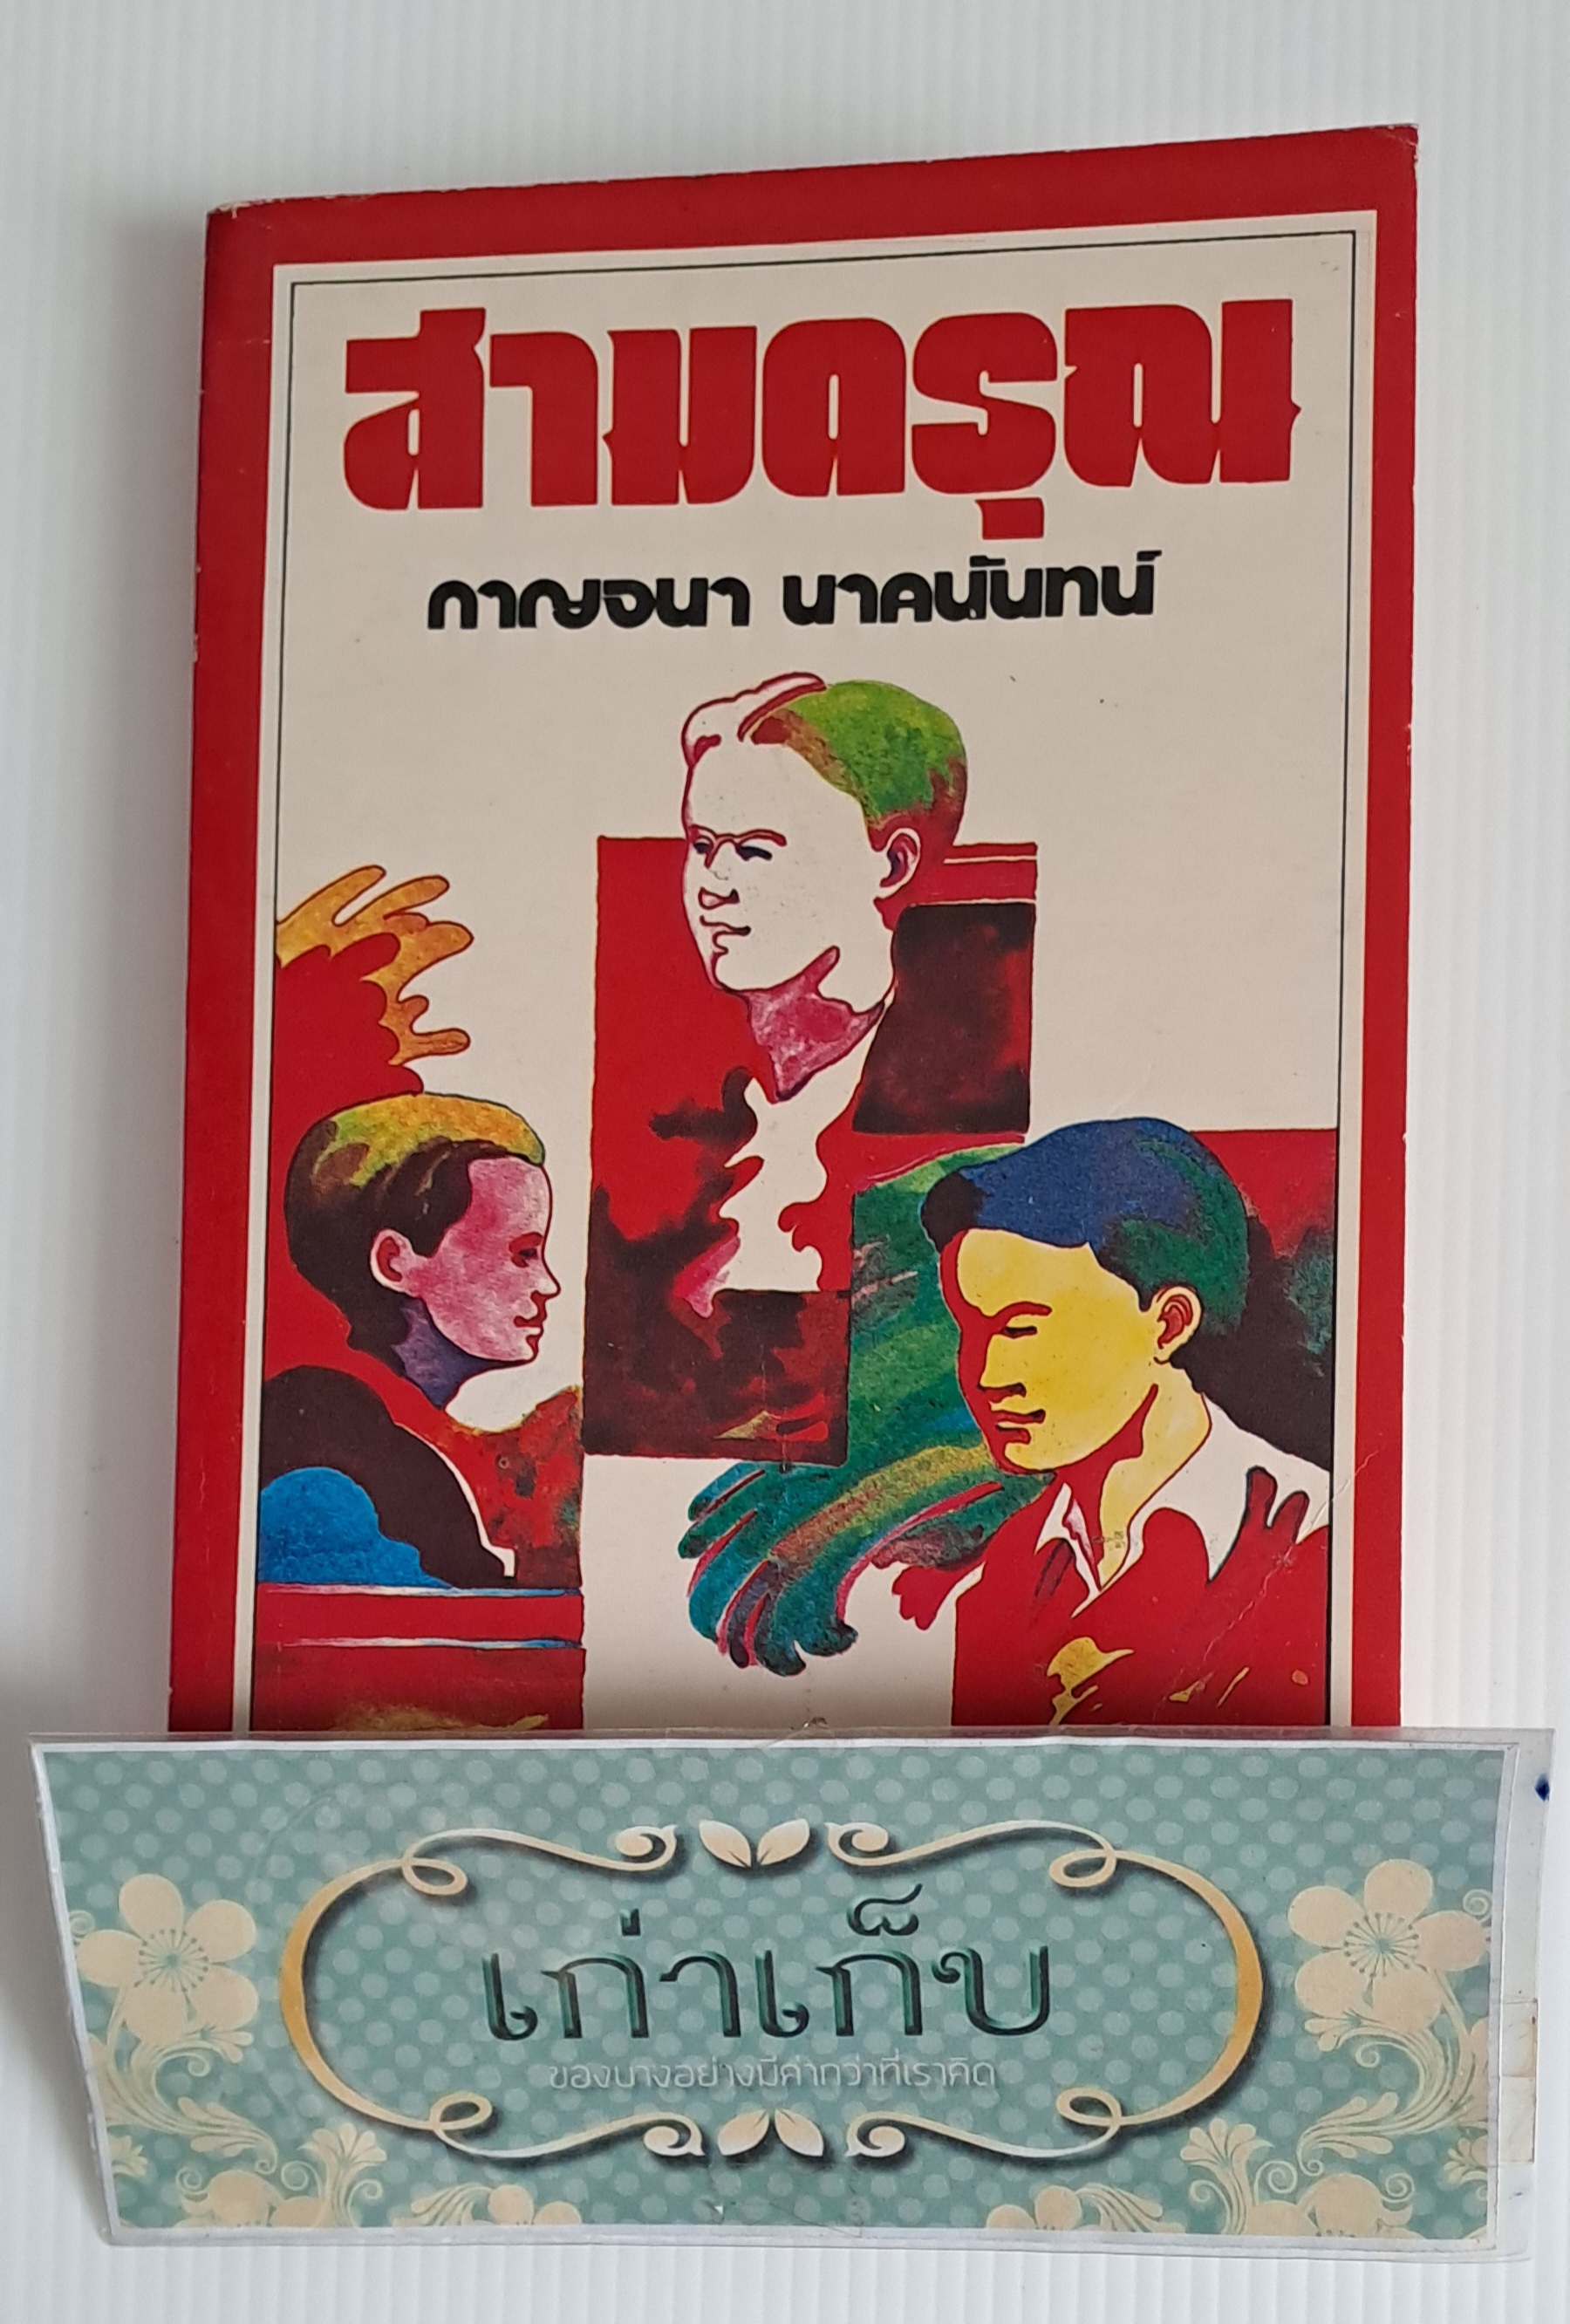 สามดรุณ
กาญจนา นาคนันทน์
เก่าเก็บ
ของบางอย่างมีค่ากว่าที่เราคิด